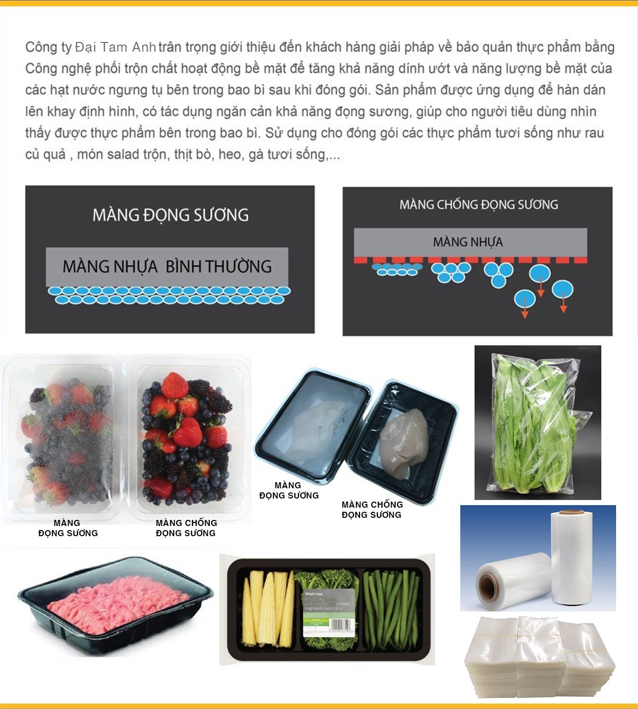 Công ty Đại Tam Anh trân trọng giới thiệu đến khách hàng giải pháp về bảo quản thực phẩm bằng
Công nghệ phối trộn chất hoạt động bề mặt để tăng khả năng dính ướt và năng lượng bề mặt của
các hạt nước ngưng tụ bên trong bao bì sau khi đóng gói. Sản phẩm được ứng dụng để hàn dán
lên khay định hình, có tác dụng ngăn cản khả năng đọng sương, giúp cho người tiêu dùng nhìn
thấy được thực phẩm bên trong bao bì. Sử dụng cho đóng gói các thực phẩm tươi sống như rau
củ quả , món salad trộn, thịt bò, heo, gà tươi sống,...
MÀNG ĐỌNG SƯƠNG
MÀNG NHỰA BÌNH THƯỜNG
MÀNG CHỐNG ĐỌNG SƯƠNG
MÀNG NHỰA
MÀNG
ĐỌNG SƯƠNG
MÀNG CHỐNG
ĐỌNG SƯƠNG
MÀNG
ĐỌNG SƯƠNG
MÀNG CHỐNG
ĐỌNG SƯƠNG
Waitrose